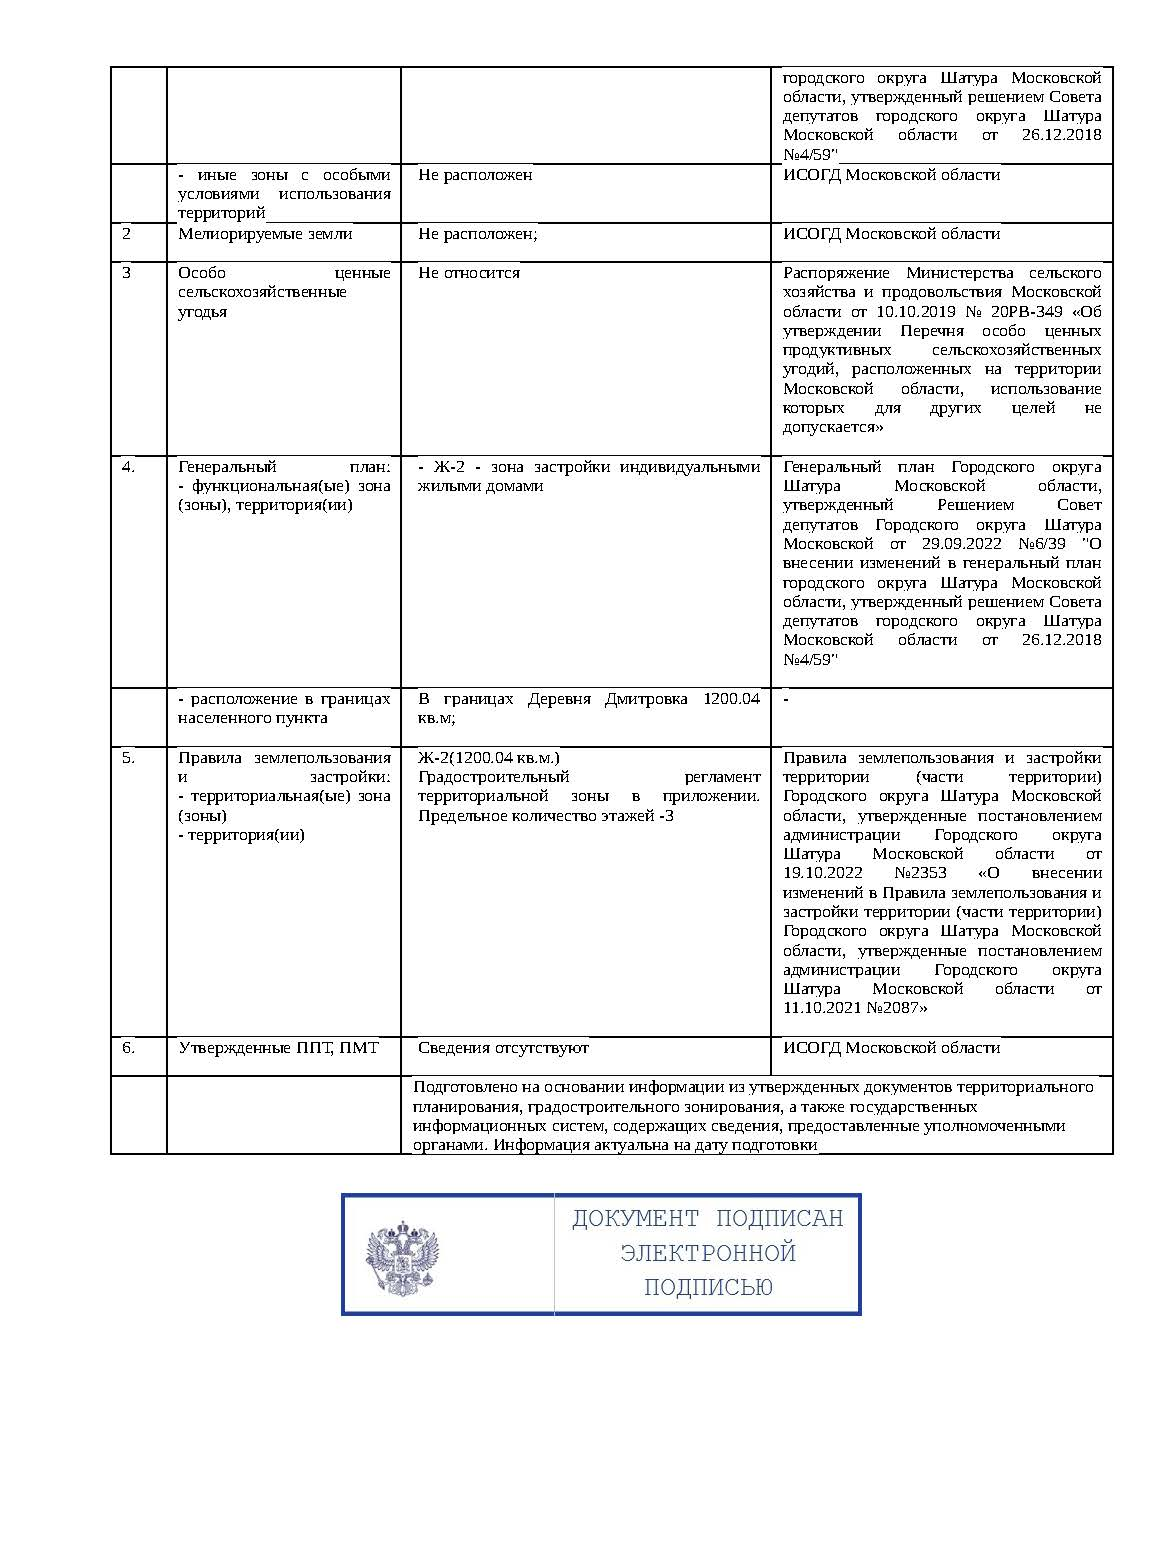 городского округа Шатура Московской
области, утвержденный решением Совета
депутатов городского округа Шатура
Московской области от 26.12.2018
№4/59"
- иные зоны с особыми
условиями использования
территорий
Не расположен
ИСОГД Московской области
2
Мелиорируемые земли
Не расположен;
ИСОГД Московской области
3
Особо ценные
сельскохозяйственные
угодья
Не относится
Распоряжение Министерства сельского
хозяйства и продовольствия Московской
области от 10.10.2019 № 20РВ-349 «Об
утверждении Перечня особо ценных
продуктивных сельскохозяйственных
угодий, расположенных на территории
Московской области, использование
которых для других целей не
допускается»
4.
Генеральный план:
- функциональная(ые) зона
(зоны), территория(ии)
- Ж-2 - зона застройки индивидуальными
жилыми домами
Генеральный план Городского округа
Шатура Московской области,
утвержденный Решением Совет
депутатов Городского округа Шатура
Московской от 29.09.2022 №6/39 "О
внесении изменений в генеральный план
городского округа Шатура Московской
области, утвержденный решением Совета
депутатов городского округа Шатура
Московской области от 26.12.2018
№4/59"
- расположение в границах
населенного пункта
В границах Деревня Дмитровка 1200.04
кв.м;
-
5.
Правила землепользования
и застройки:
- территориальная(ые) зона
(зоны)
- территория(ии)
Ж-2(1200.04 кв.м.)
Градостроительный регламент
территориальной зоны в приложении.
Предельное количество этажей -3
Правила землепользования и застройки
территории (части территории)
Городского округа Шатура Московской
области, утвержденные постановлением
администрации Городского округа
Шатура Московской области от
19.10.2022 №2353 «О внесении
изменений в Правила землепользования и
застройки территории (части территории)
Городского округа Шатура Московской
области, утвержденные постановлением
администрации Городского округа
Шатура Московской области от
11.10.2021 №2087»
6.
Утвержденные ППТ, ПМТ
Сведения отсутствуют
ИСОГД Московской области
Подготовлено на основании информации из утвержденных документов территориального
планирования, градостроительного зонирования, а также государственных
информационных систем, содержащих сведения, предоставленные уполномоченными
органами. Информация актуальна на дату подготовки
ДОКУМЕНТ ПОДПИСАН
ЭЛЕКТРОННОЙ
ПОДПИСЬЮ